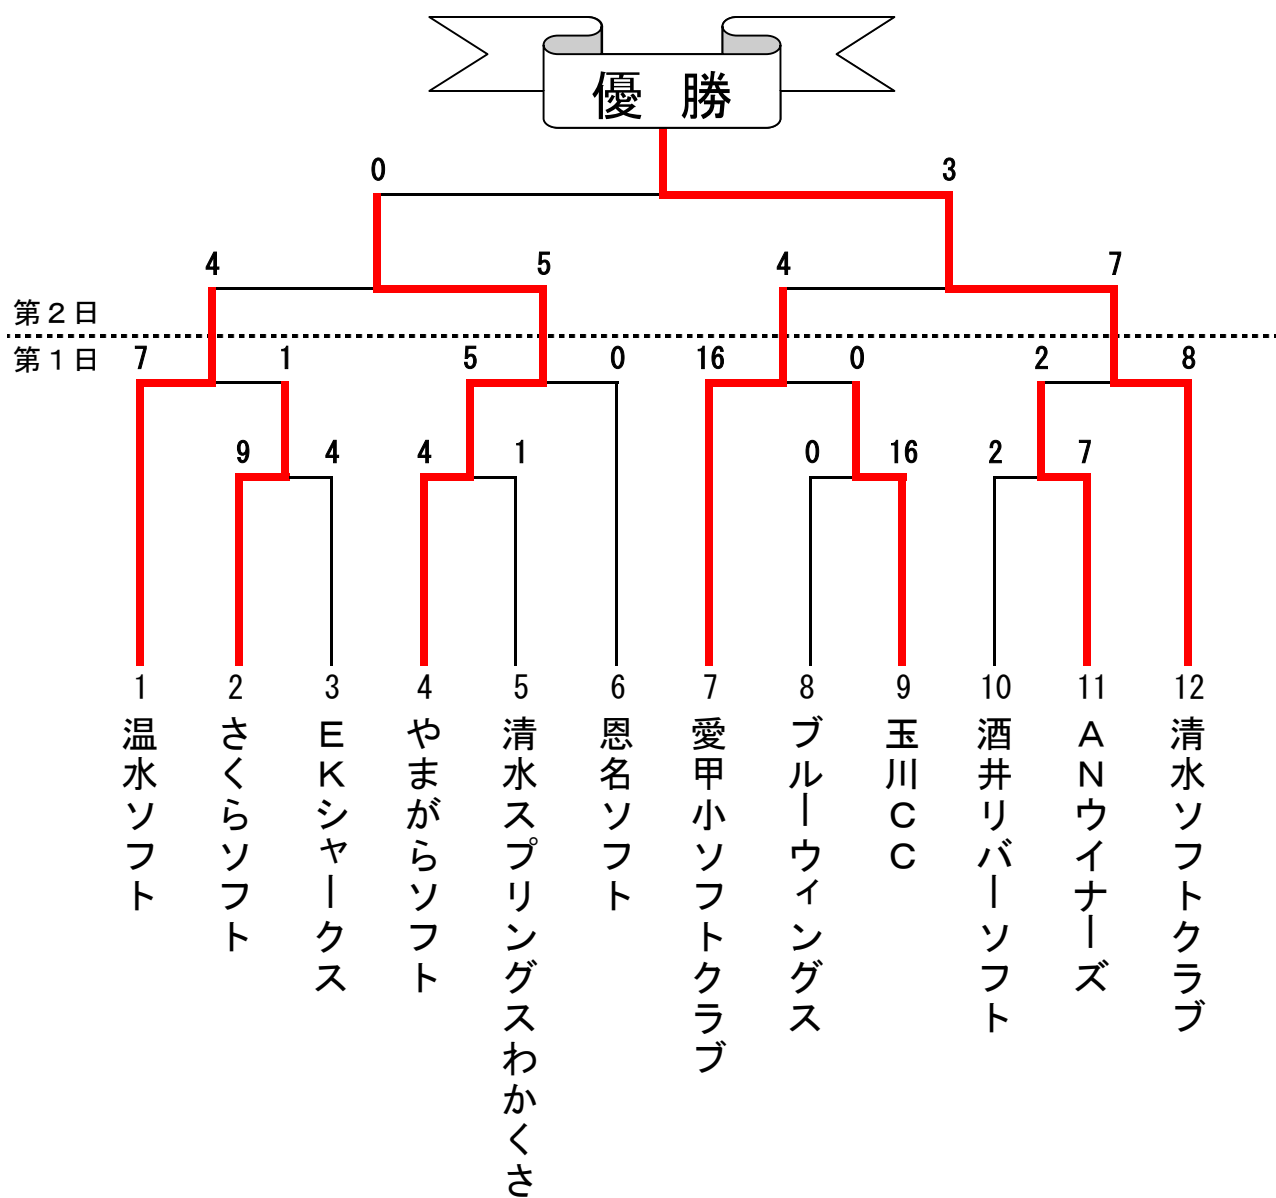 優 勝
0 3
4 5 4 7
第2日
第1日 7 1 5 0 16 0 2 8
9 4 4 1 0 16 2 7
1 2 3 4 5 6 7 8 9 10 11 12
温水ソフト
さくらソフト
EKシャークス
やまがらソフト
清水スプリングスわかくさ
恩名ソフト
愛甲小ソフトクラブ
ブルーウィングス
玉川CC
酒井リバーソフト
ANウイナーズ
清水ソフトクラブ